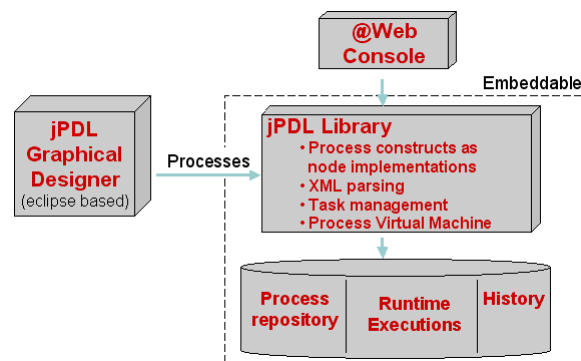 @Web
Console
Embeddable
jPDL
Graphical
Designer
(eclipse based)
Processes
jPDL Library
• Process constructs as
node implementations
• XML parsing
• Task management
• Process Virtual Machine
Process
repository
Runtime
Executions
History